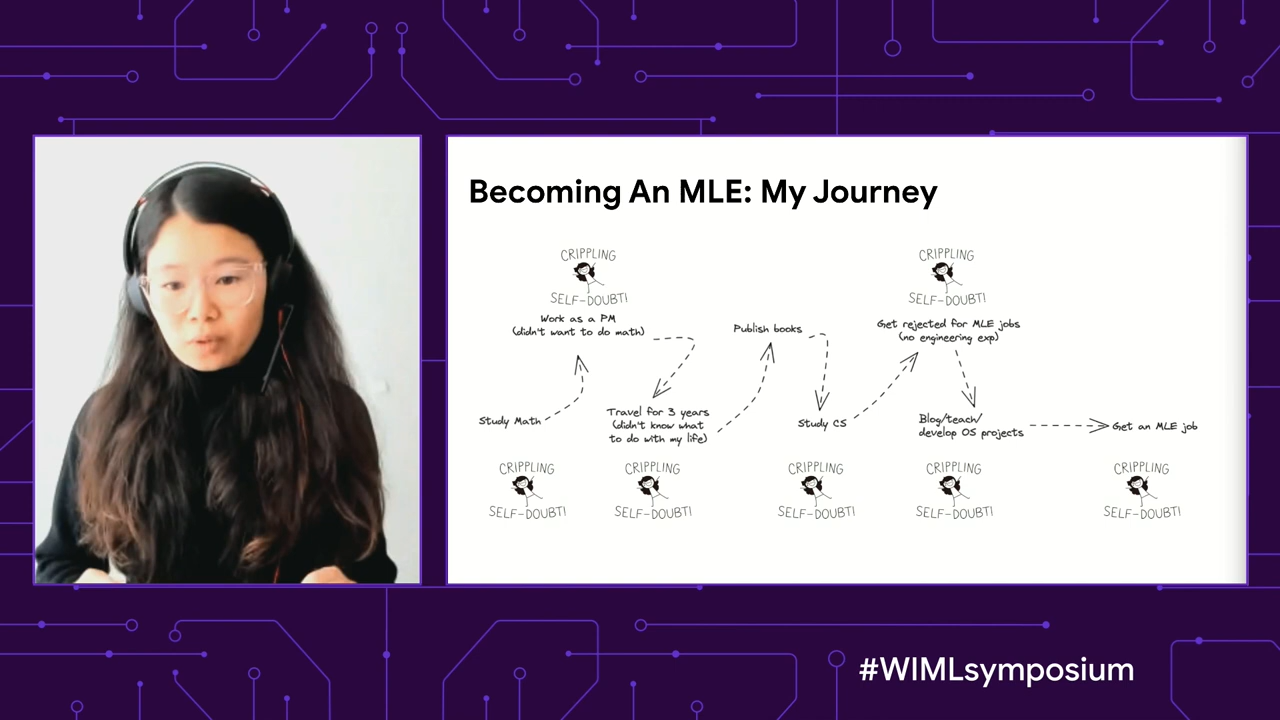 Becoming An MLE: My Journey
CRIPPLING
SELF-DOUBT!
Work as a PM
(didn't want to do math)
Publish books
CRIPPLING
SELF-DOUBT!
Get rejected for MLE jobs
(no engineering exp)
Study Math
Travel for 3 years
(didn't know what
to do with my life)
Study CS
Blog/teach/
develop OS projects
Get an MLE job
CRIPPLING
SELF-DOUBT!
CRIPPLING
SELF-DOUBT!
CRIPPLING
SELF-DOUBT!
CRIPPLING
SELF-DOUBT!
CRIPPLING
SELF-DOUBT!
#WIMLsymposium